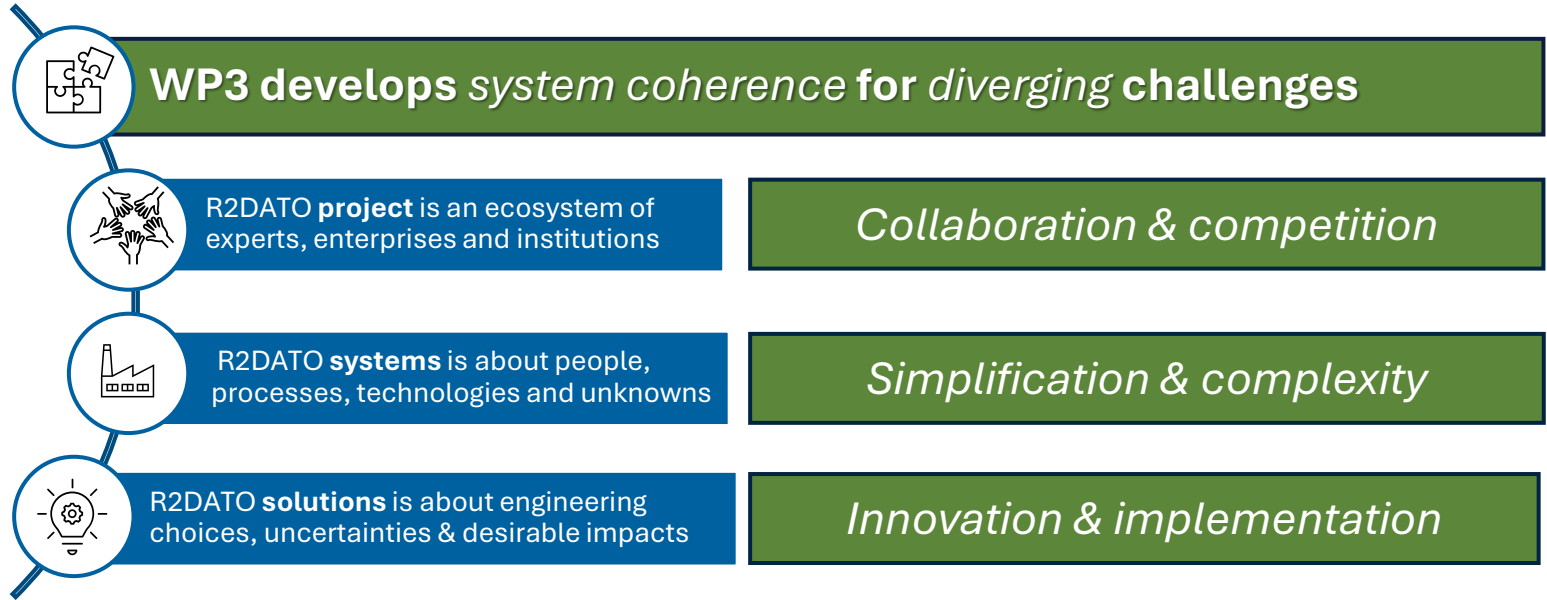 WP3 develops system coherence for diverging challenges
R2DATO project is an ecosystem of
experts, enterprises and institutions
Collaboration & competition
R2DATO systems is about people,
processes, technologies and unknowns
Simplification & complexity
R2DATO solutions is about engineering
choices, uncertainties & desirable impacts
Innovation & implementation